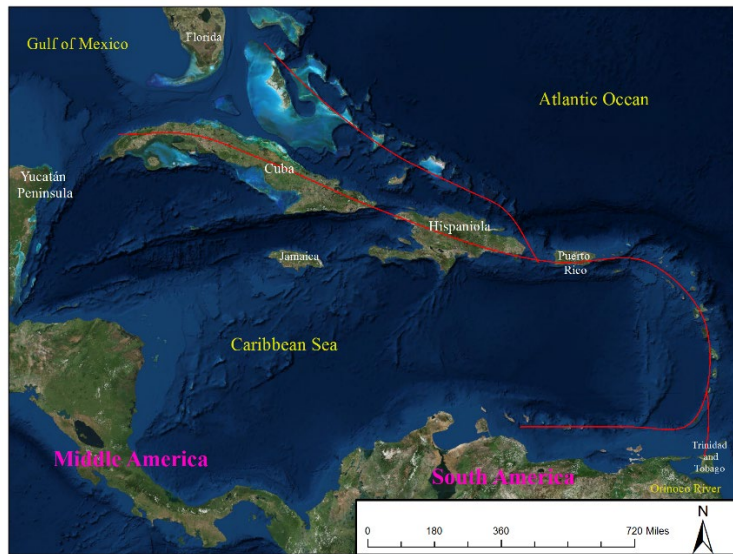 Gulf of Mexico
Florida
Atlantic Ocean
Yucatán
Peninsula
Cuba
Hispaniola
Jamaica
Puerto
Rico
Caribbean Sea
Middle America
South America
Trinidad
and
Tobago
Orinoco River
N
0 180 360 720 Miles